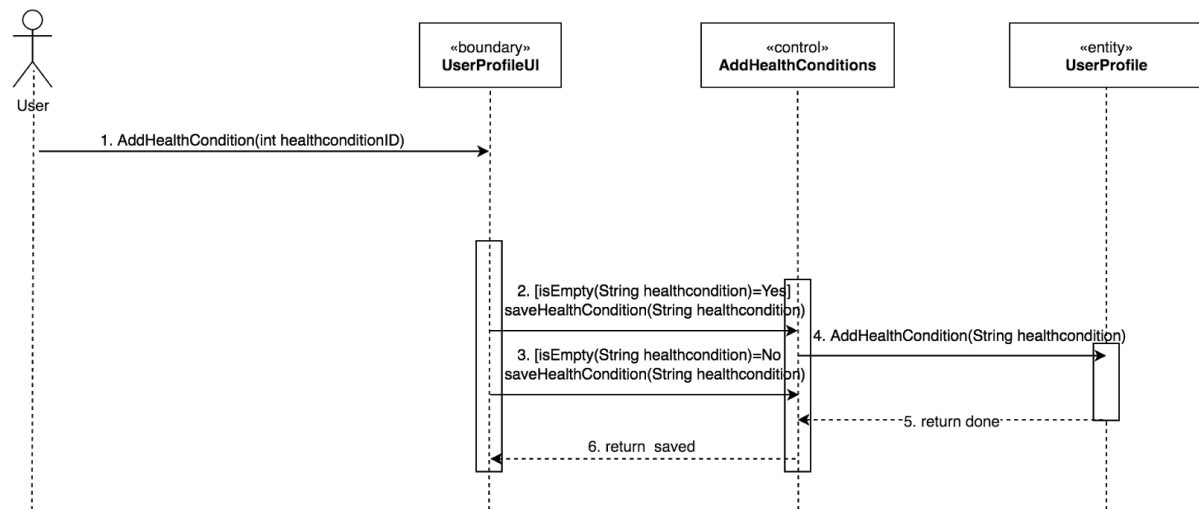 User
«boundary»
UserProfileUI
«control»
AddHealthConditions
«entity»
UserProfile
1. AddHealthCondition(int healthconditionID)
2. [isEmpty(String healthcondition)=Yes]
saveHealthCondition(String healthcondition)
4. AddHealthCondition(String healthcondition)
3. [isEmpty(String healthcondition)=No
saveHealthCondition(String healthcondition)
5. return done
6. return saved